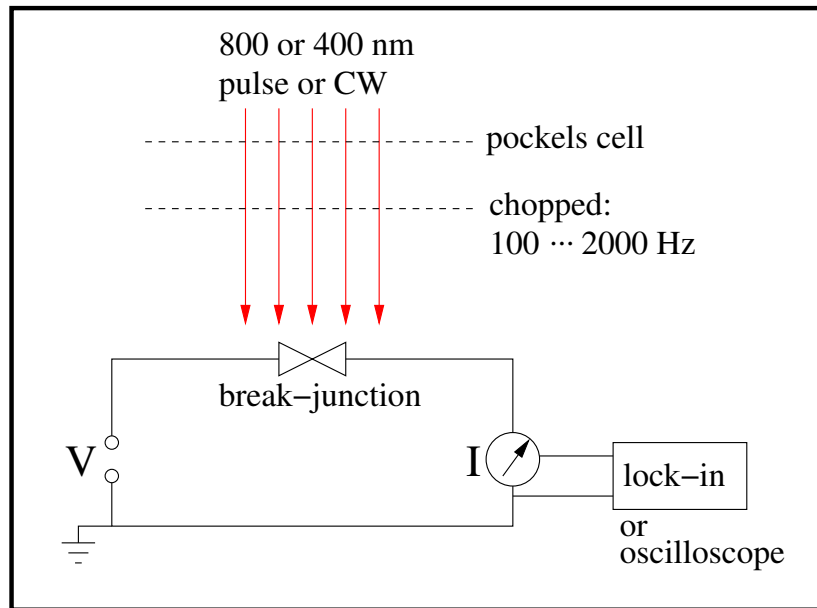 800 or 400 nm
pulse or CW
pockels cell
chopped:
100 ··· 2000 Hz
break−junction
V
I
lock−in
or
oscilloscope